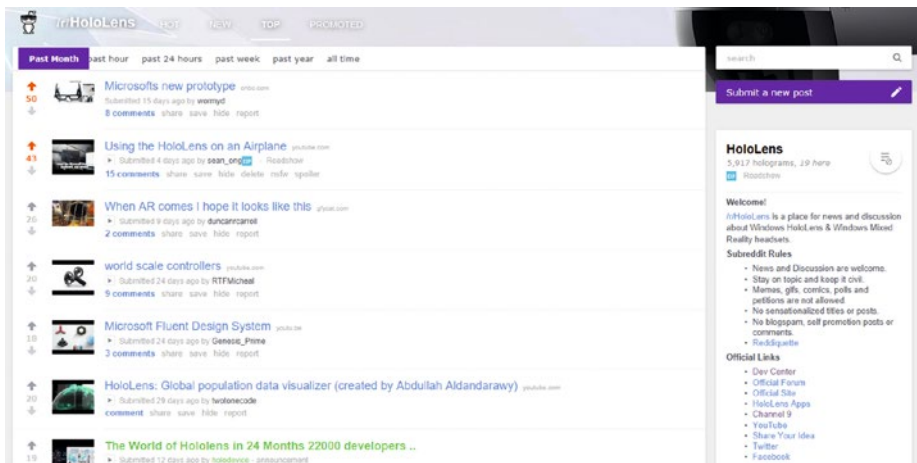 /r/HoloLens HOT NEW TOP PROMOTED
Past Month past hour past 24 hours past week past year all time
search
Submit a new post
50
Microsofts new prototype
Submitted 15 days ago by wormyd
8 comments share save hide report
43
Using the HoloLens on an Airplane youtube.com
Submitted 4 days ago by sean_ong Roadshow
15 comments share save hide delete nsfw spoiler
26
When AR comes I hope it looks like this gfycat.com
Submitted 9 days ago by duncanrcarroll
2 comments share save hide report
20
world scale controllers youtube.com
Submitted 24 days ago by RTFMicheal
9 comments share save hide report
18
Microsoft Fluent Design System youtu.be
Submitted 24 days ago by Genesis_Prime
3 comments share save hide report
20
HoloLens: Global population data visualizer (created by Abdullah Aldandarawy) youtube.com
Submitted 29 days ago by twolonecode
comment share save hide report
19
The World of Hololens in 24 Months 22000 developers ..
Submitted 12 days ago by holodevice - announcement
HoloLens
5,917 holograms, 19 here
Roadshow
Welcome!
/r/HoloLens is a place for news and discussion
about Windows HoloLens & Windows Mixed
Reality headsets.
Subreddit Rules
• News and Discussion are welcome.
• Stay on topic and keep it civil.
• Memes, gifs, comics, polls and
petitions are not allowed
• No sensationalized titles or posts.
• No blogspam, self promotion posts or
comments.
• Reddiquette
Official Links
• Dev Center
• Official Forum
• Official Site
• HoloLens Apps
• Channel 9
• YouTube
• Share Your Idea
• Twitter
• Facebook